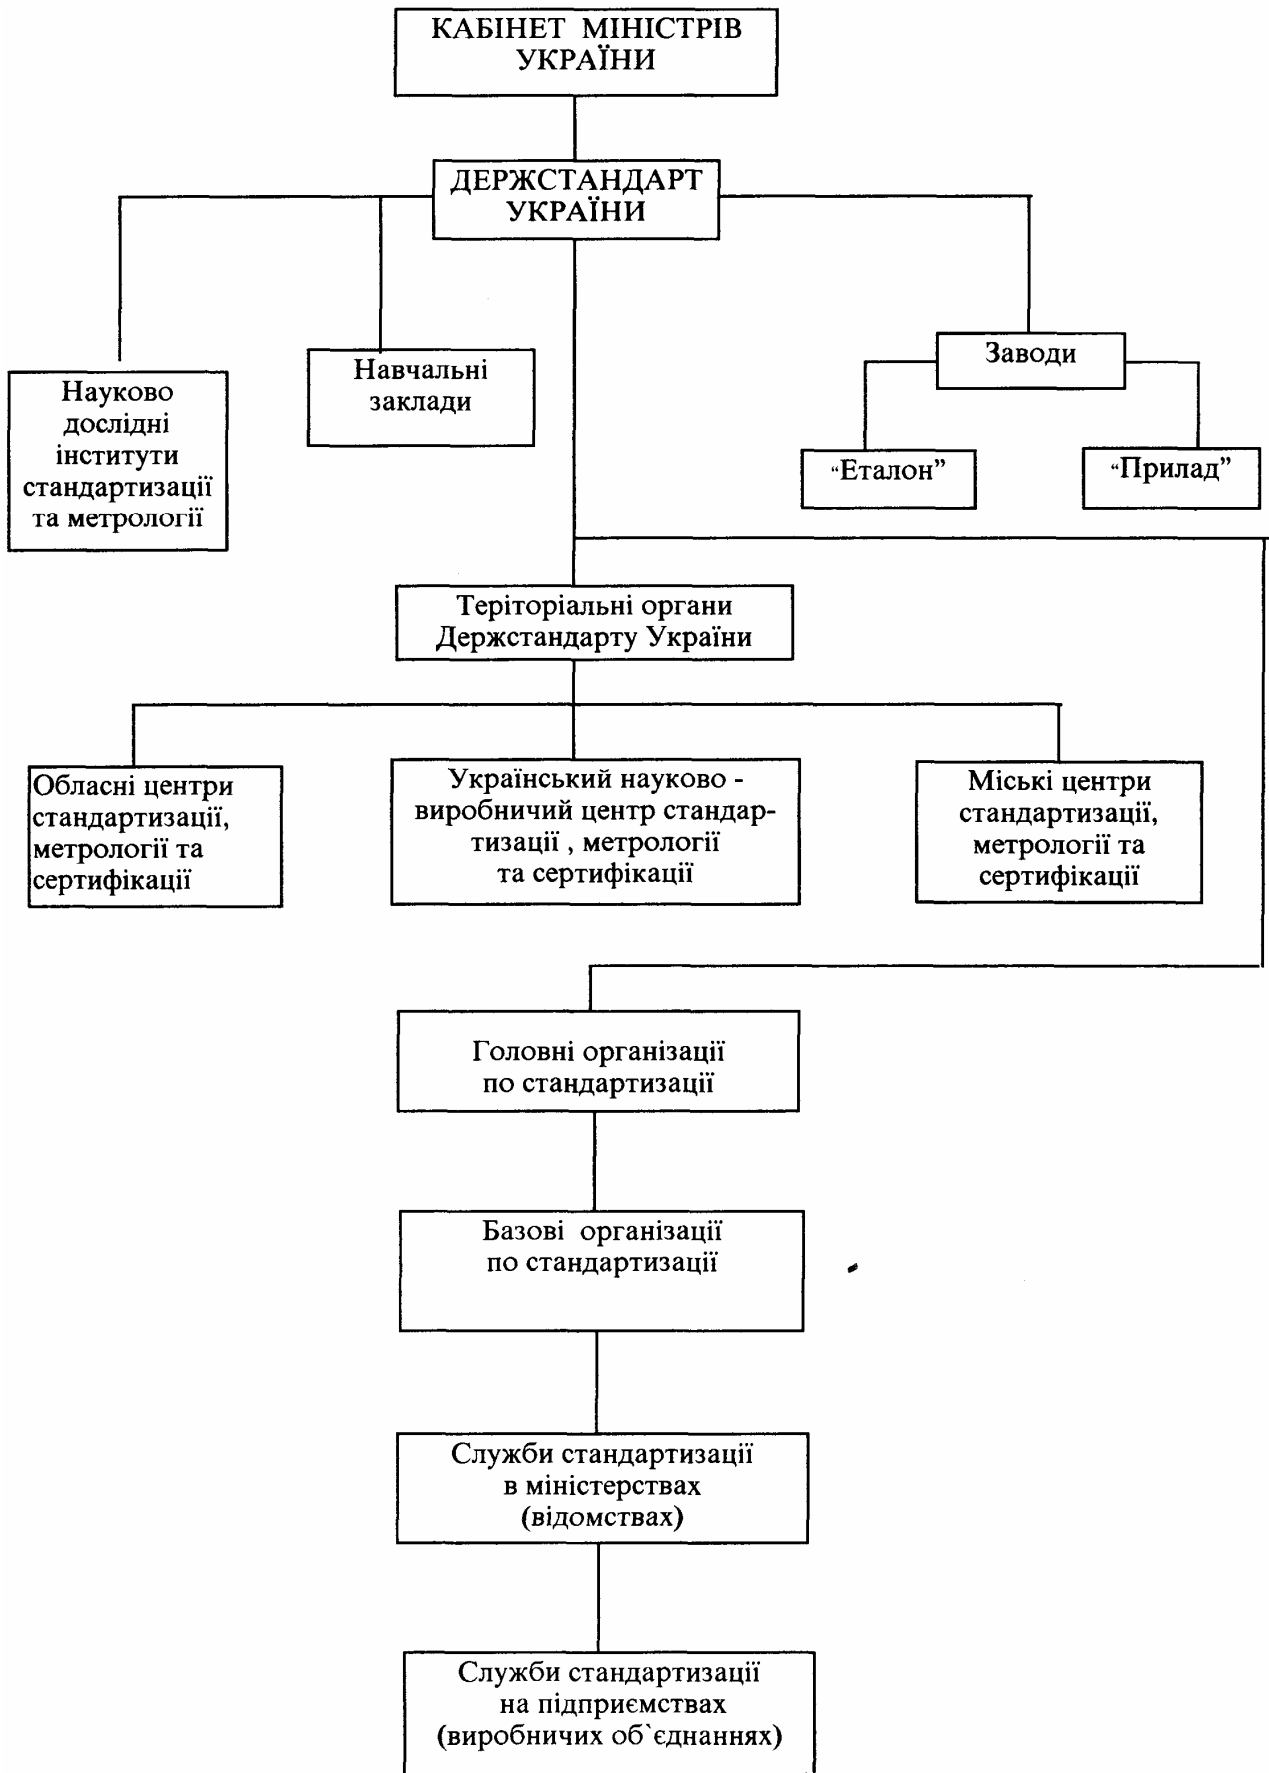 КАБІНЕТ МІНІСТРІВ
УКРАЇНИ
ДЕРЖСТАНДАРТ
УКРАЇНИ
Науково
дослідні
інститути
стандартизації
та метрології
Навчальні
заклади
Заводи
“Еталон”
“Прилад”
Теріторіальні органи
Держстандарту України
Обласні центри
стандартизації,
метрології та
сертифікації
Український науково -
виробничий центр стандар-
тизації , метрології
та сертифікації
Міські центри
стандартизації,
метрології та
сертифікації
Головні організації
по стандартизації
Базові організації
по стандартизації
Служби стандартизації
в міністерствах
(відомствах)
Служби стандартизації
на підприємствах
(виробничих об`єднаннях)